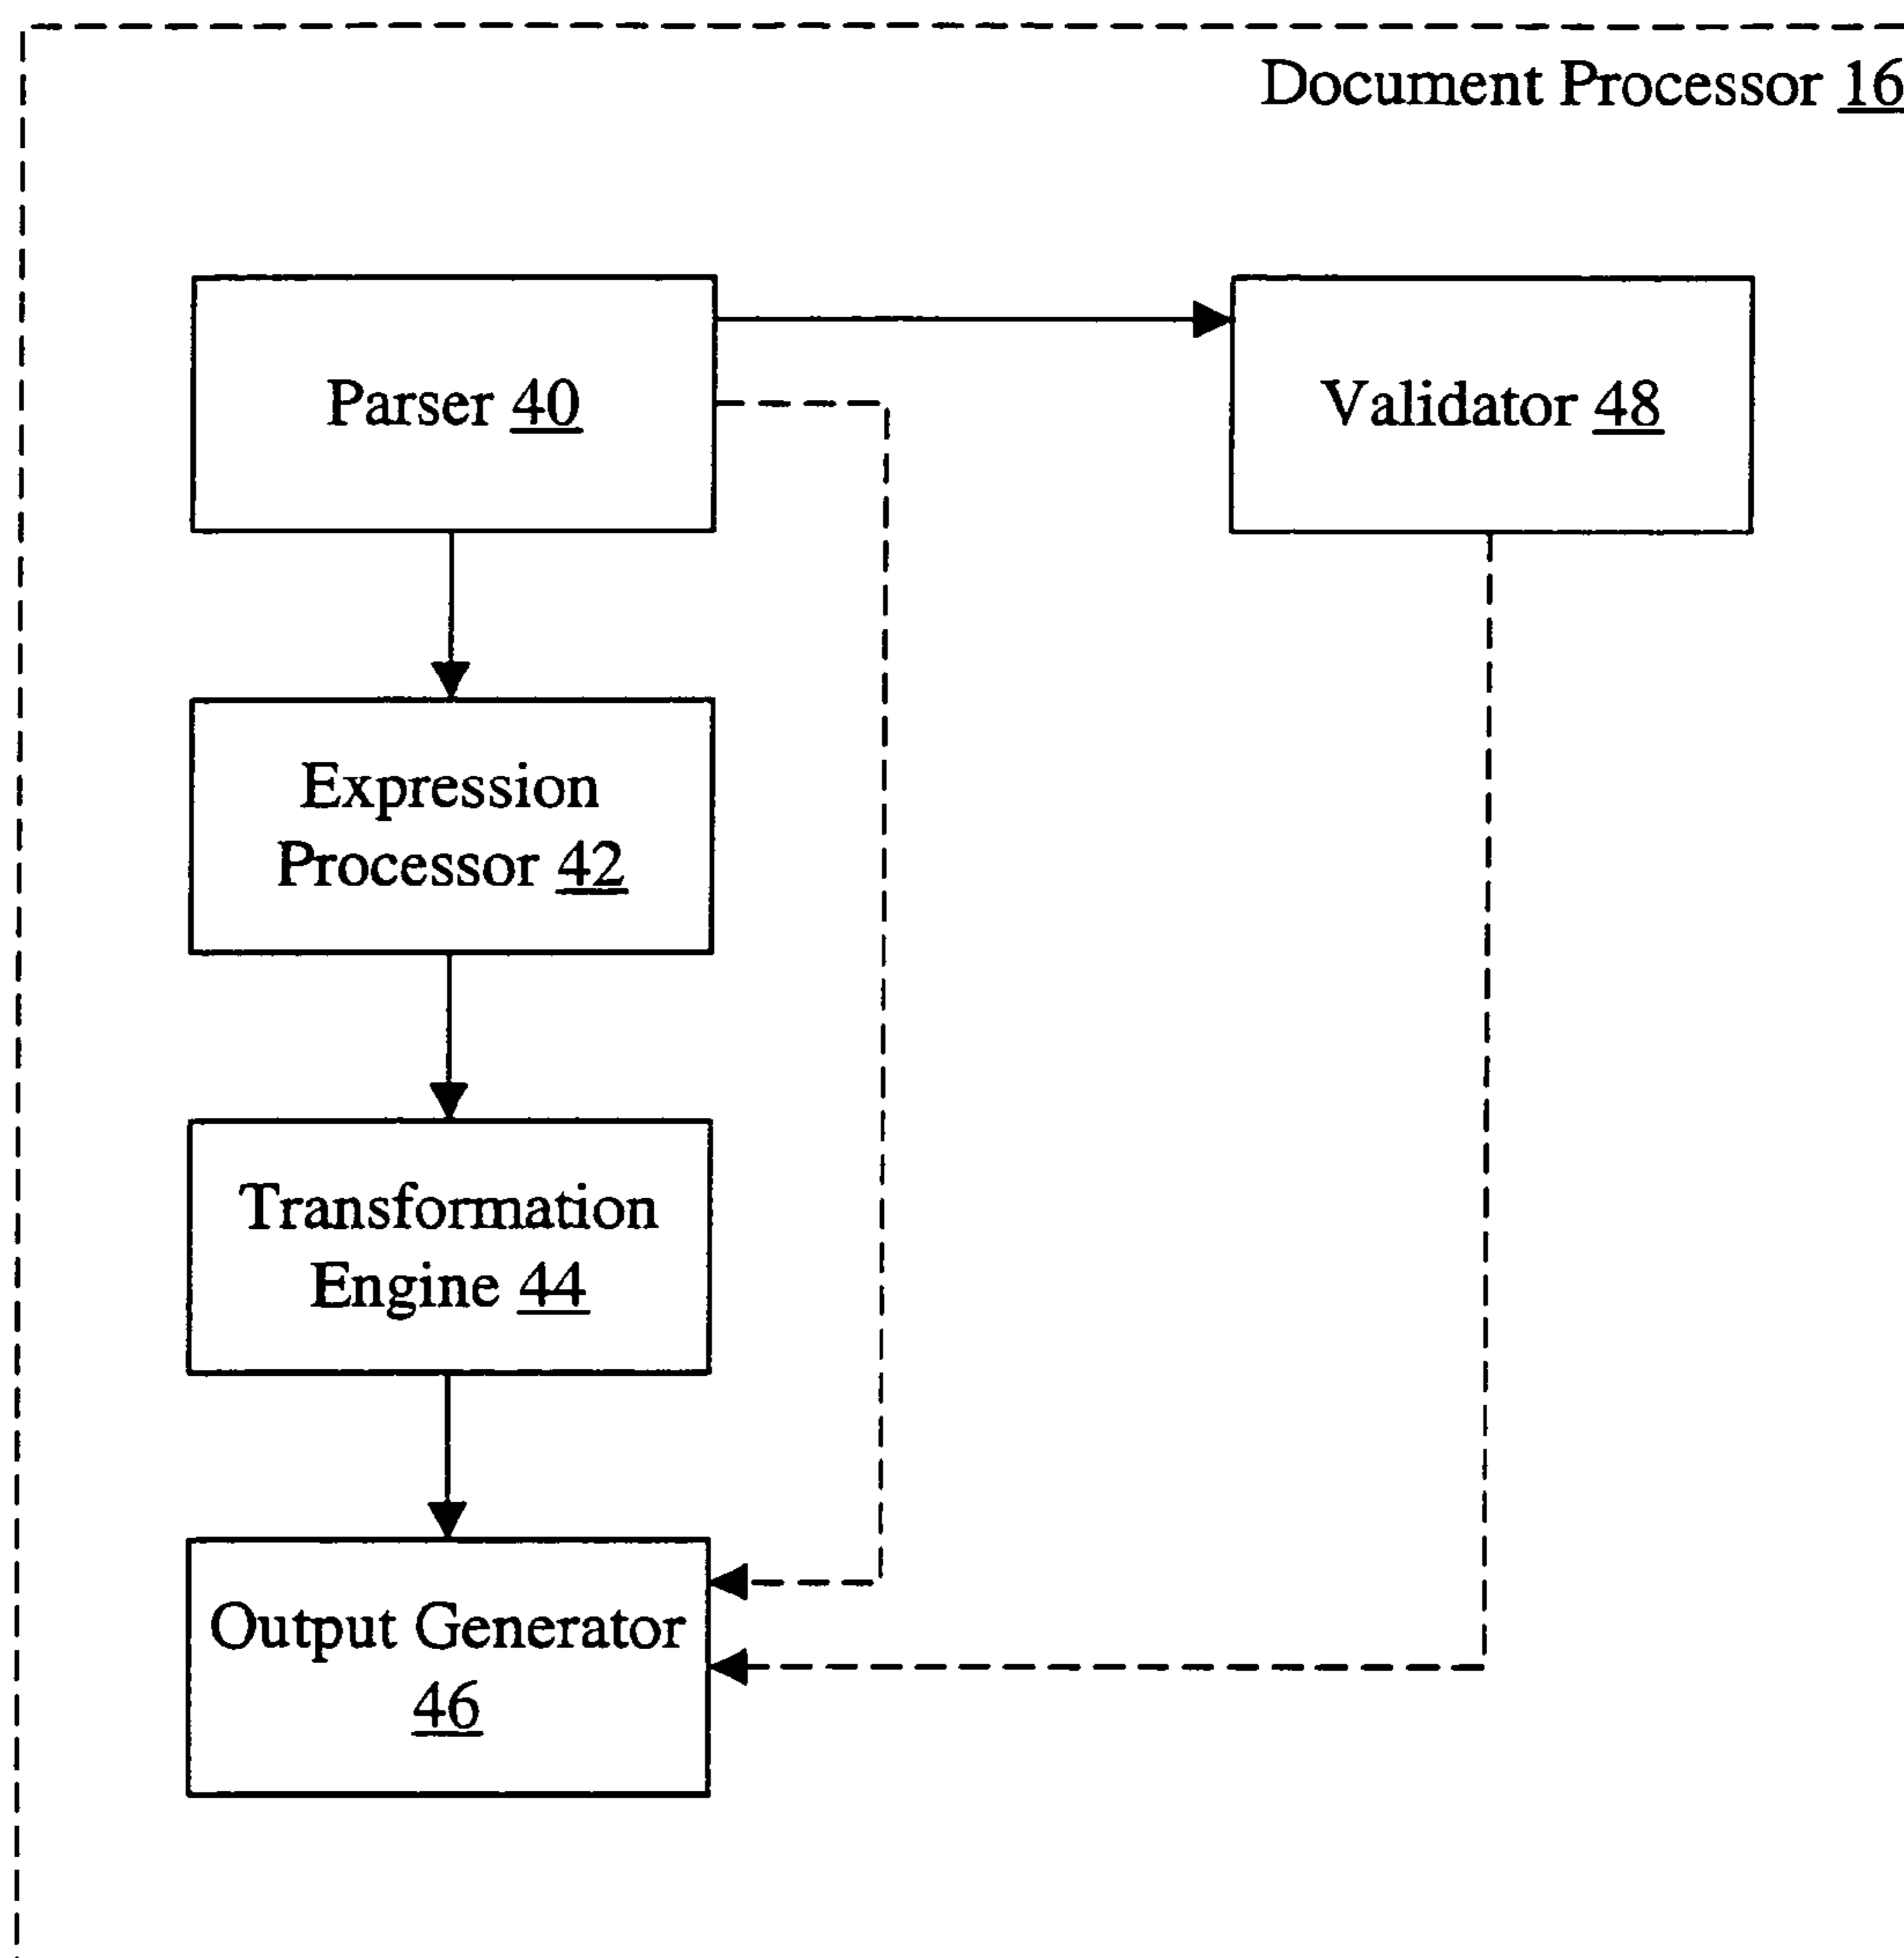 Document Processor 16
Parser 40
Validator 48
Expression
Processor 42
Transformation
Engine 44
Output Generator
46